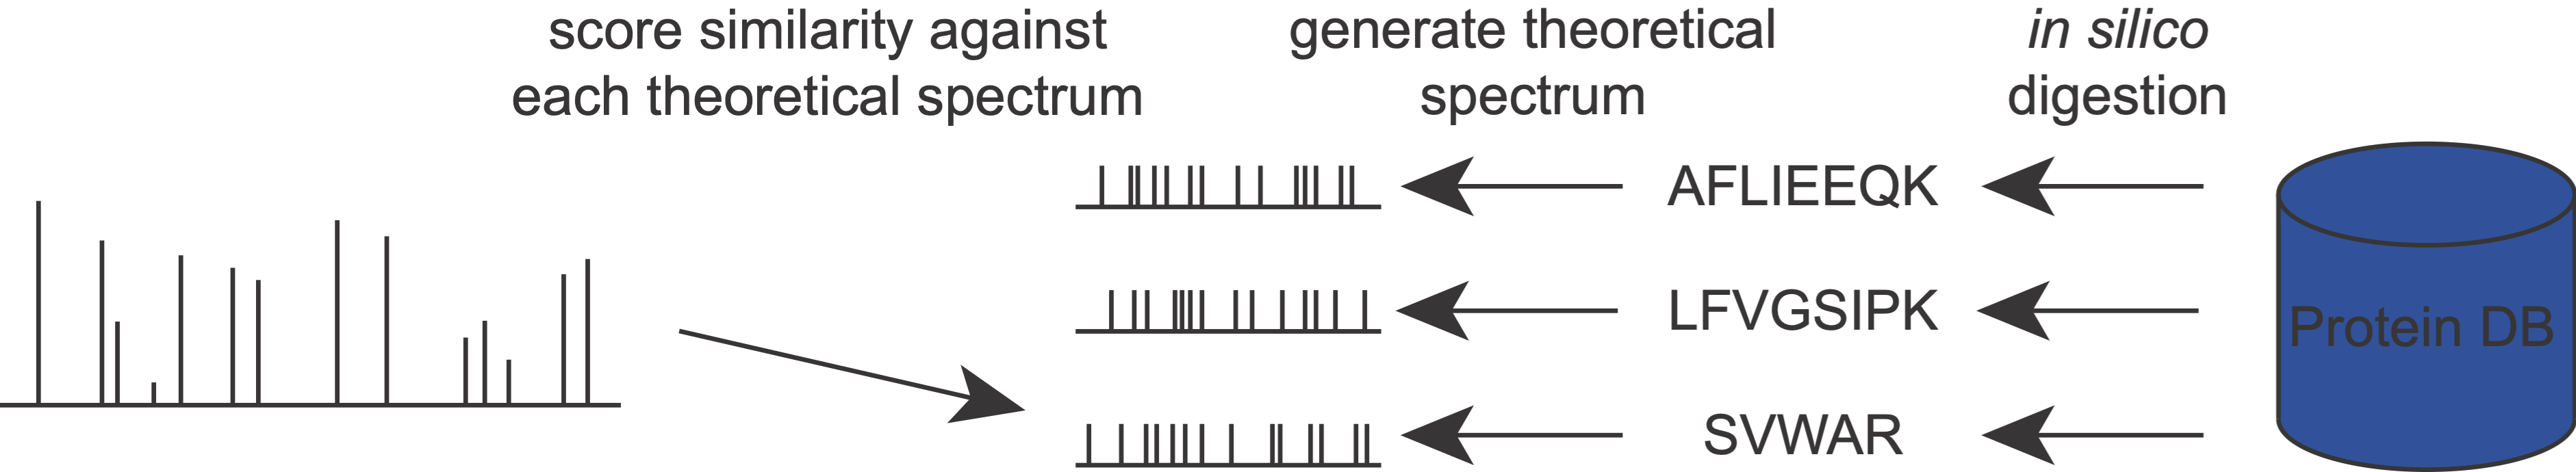 score similarity against
each theoretical spectrum
generate theoretical
spectrum
in silico
digestion
AFLIEEQK
LFVGSIPK
SVWAR
Protein DB